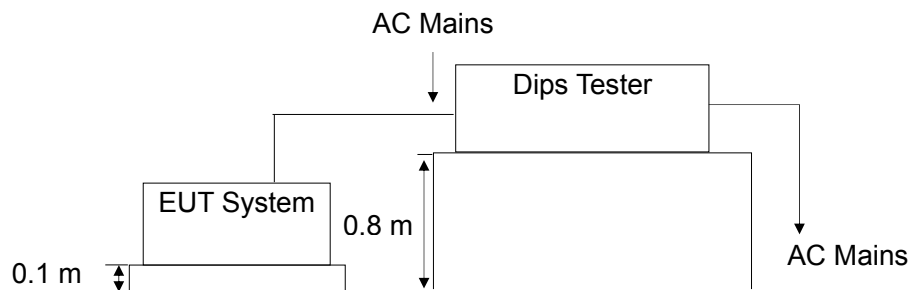 AC Mains
Dips Tester
EUT System
0.8 m
AC Mains
0.1 m